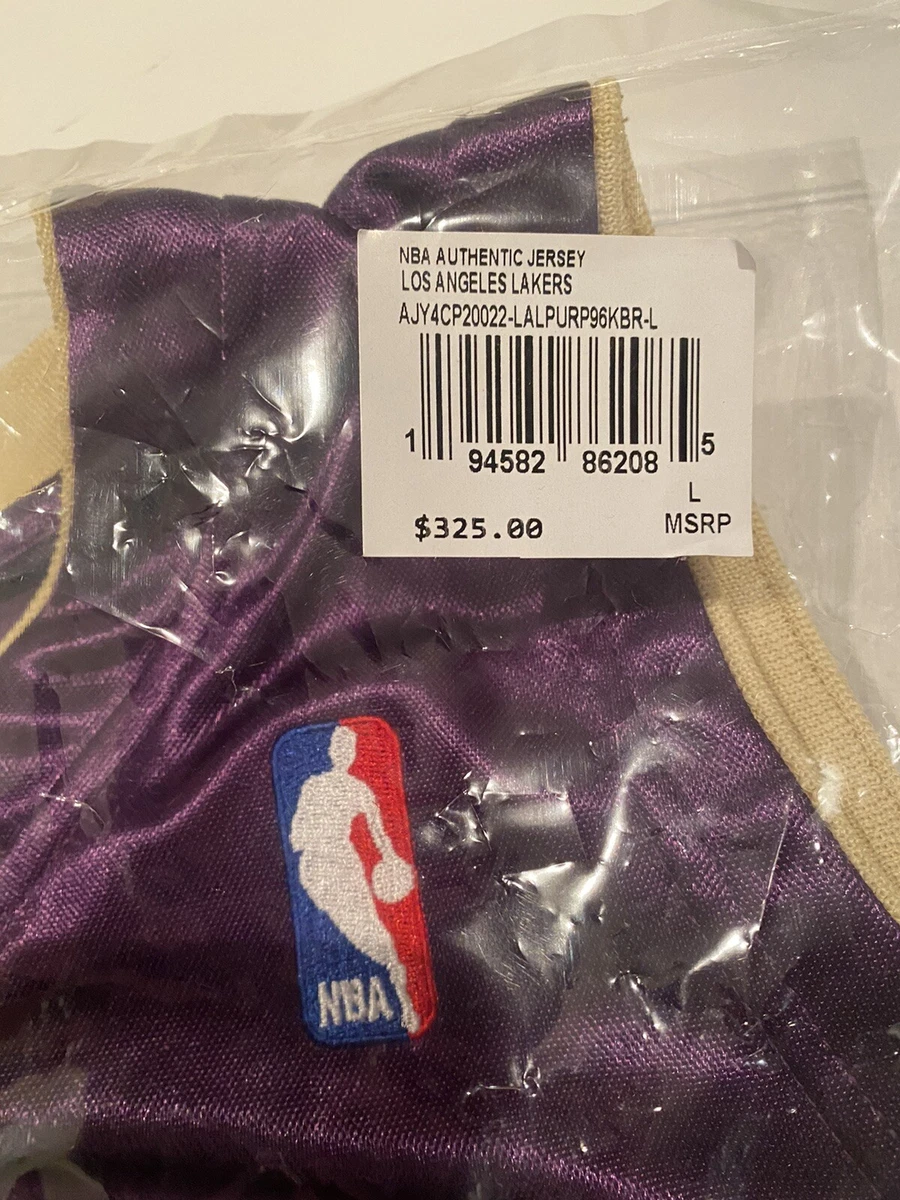 NBA AUTHENTIC JERSEY
LOS ANGELES LAKERS
AJY4CP20022-LALPURP96KBR-L
1 94582 86208 5
L
$325.00 MSRP
NBA